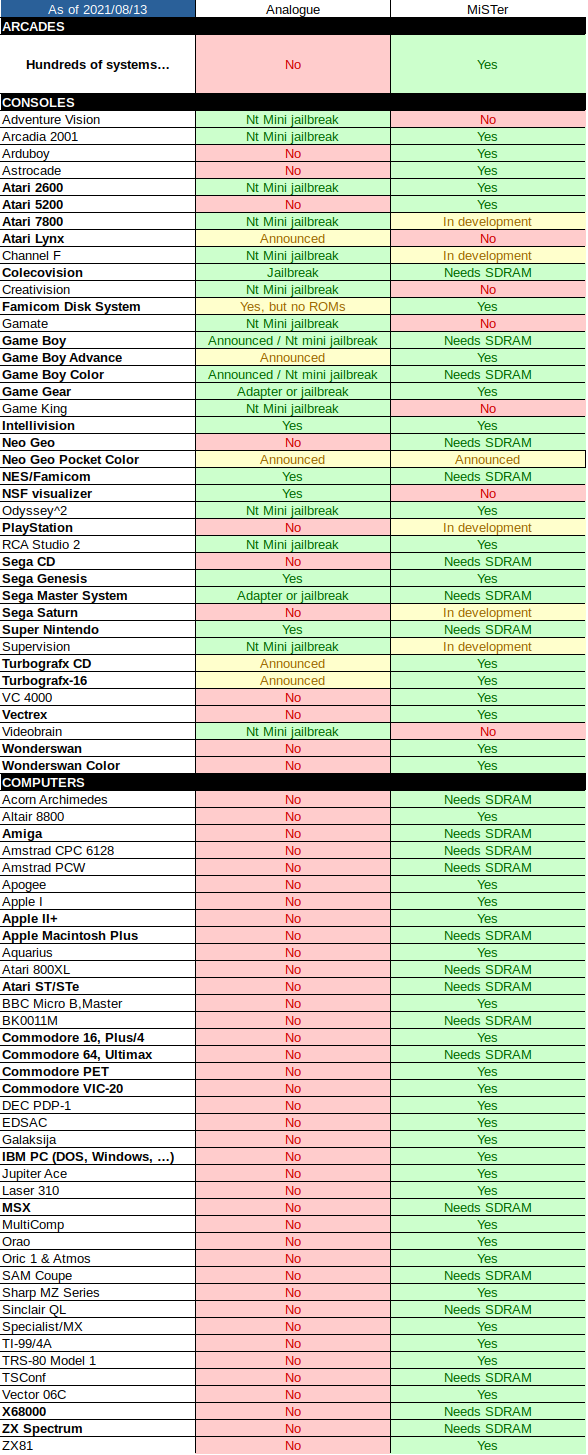 As of 2021/08/13 Analogue MiSTer
ARCADES
Hundreds of systems… No Yes
CONSOLES
Adventure Vision Nt Mini jailbreak No
Arcadia 2001 Nt Mini jailbreak Yes
Arduboy No Yes
Astrocade No Yes
Atari 2600 Nt Mini jailbreak Yes
Atari 5200 No Yes
Atari 7800 Nt Mini jailbreak In development
Atari Lynx Announced No
Channel F Nt Mini jailbreak In development
Colecovision Jailbreak Needs SDRAM
Creativision Nt Mini jailbreak No
Famicom Disk System Yes, but no ROMs Yes
Gamate Nt Mini jailbreak No
Game Boy Announced / Nt mini jailbreak Needs SDRAM
Game Boy Advance Announced Yes
Game Boy Color Announced / Nt mini jailbreak Needs SDRAM
Game Gear Adapter or jailbreak Yes
Game King Nt Mini jailbreak No
Intellivision Yes Yes
Neo Geo No Needs SDRAM
Neo Geo Pocket Color Announced Announced
NES/Famicom Yes Needs SDRAM
NSF visualizer Yes No
Odyssey^2 Nt Mini jailbreak Yes
PlayStation No In development
RCA Studio 2 Nt Mini jailbreak Yes
Sega CD No Needs SDRAM
Sega Genesis Yes Yes
Sega Master System Adapter or jailbreak Needs SDRAM
Sega Saturn No In development
Super Nintendo Yes Needs SDRAM
Supervision Nt Mini jailbreak In development
Turbografx CD Announced Yes
Turbografx-16 Announced Yes
VC 4000 No Yes
Vectrex No Yes
Videobrain Nt Mini jailbreak No
Wonderswan No Yes
Wonderswan Color No Yes
COMPUTERS
Acorn Archimedes No Needs SDRAM
Altair 8800 No Yes
Amiga No Needs SDRAM
Amstrad CPC 6128 No Needs SDRAM
Amstrad PCW No Needs SDRAM
Apogee No Yes
Apple I No Yes
Apple II+ No Yes
Apple Macintosh Plus No Needs SDRAM
Aquarius No Yes
Atari 800XL No Needs SDRAM
Atari ST/STe No Needs SDRAM
BBC Micro B,Master No Yes
BK0011M No Needs SDRAM
Commodore 16, Plus/4 No Yes
Commodore 64, Ultimax No Needs SDRAM
Commodore PET No Yes
Commodore VIC-20 No Yes
DEC PDP-1 No Yes
EDSAC No Yes
Galaksija No Yes
IBM PC (DOS, Windows, …) No Yes
Jupiter Ace No Yes
Laser 310 No Yes
MSX No Needs SDRAM
MultiComp No Yes
Orao No Yes
Oric 1 & Atmos No Yes
SAM Coupe No Needs SDRAM
Sharp MZ Series No Yes
Sinclair QL No Needs SDRAM
Specialist/MX No Yes
TI-99/4A No Yes
TRS-80 Model 1 No Yes
TSConf No Needs SDRAM
Vector 06C No Yes
X68000 No Needs SDRAM
ZX Spectrum No Needs SDRAM
ZX81 No Yes